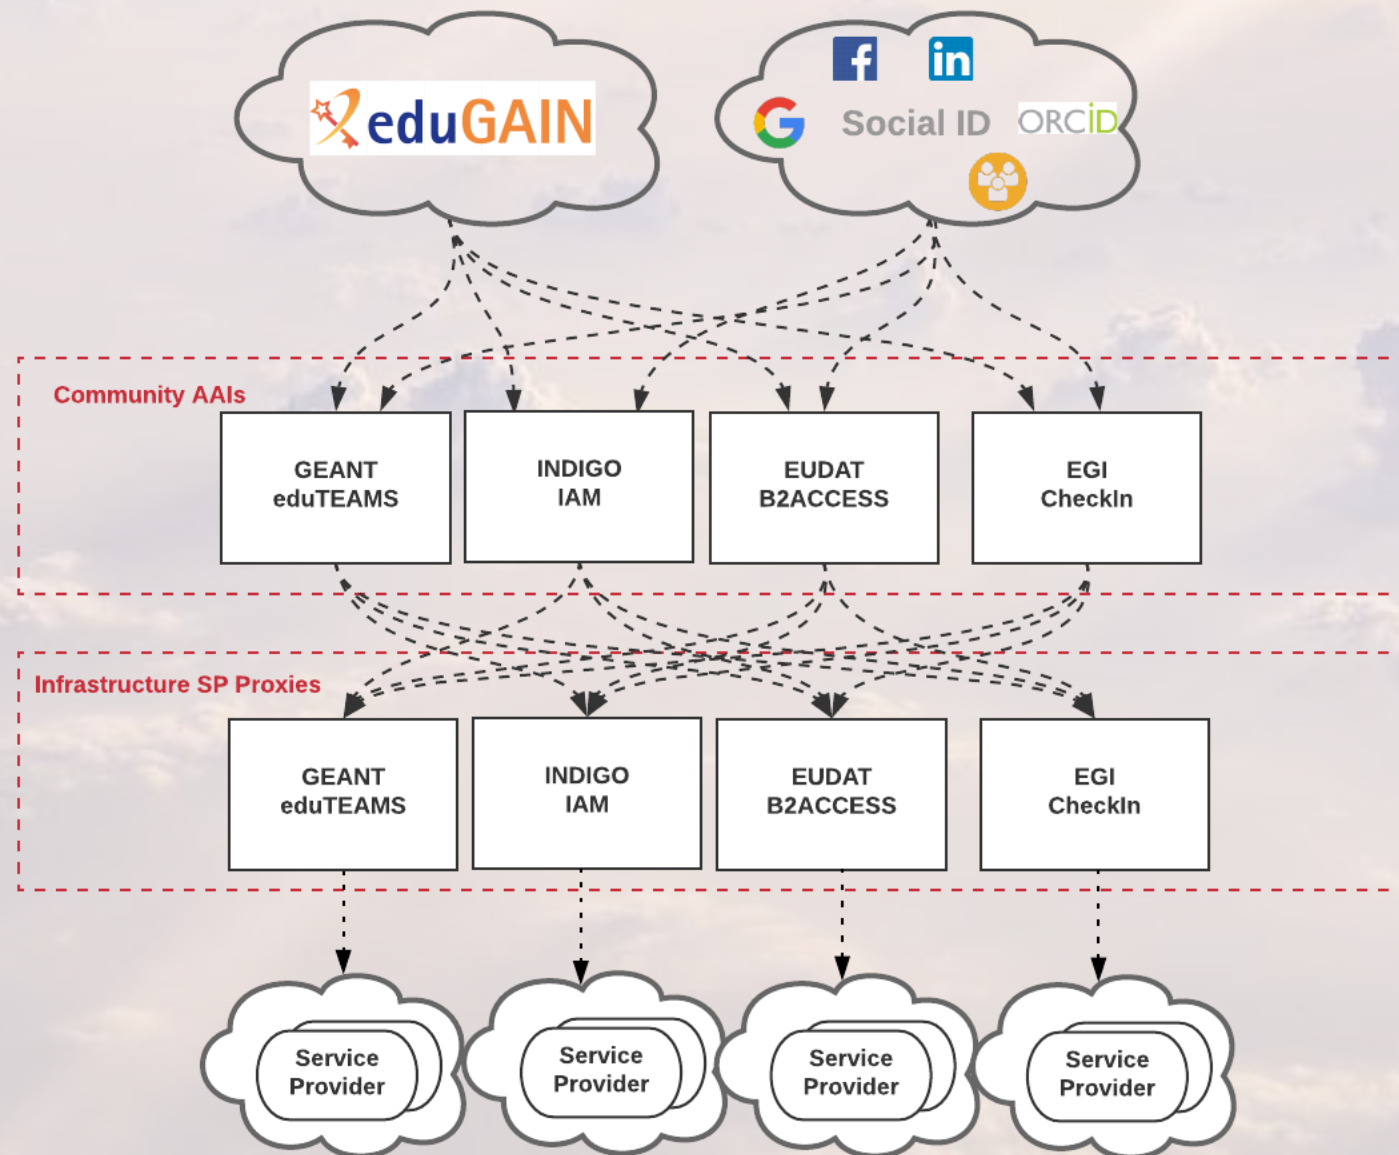 eduGAIN
f
in
G
Social ID
ORCiD
Community AAIs
GEANT
eduTEAMS
INDIGO
IAM
EUDAT
B2ACCESS
EGI
CheckIn
Infrastructure SP Proxies
GEANT
eduTEAMS
INDIGO
IAM
EUDAT
B2ACCESS
EGI
CheckIn
Service
Provider
Service
Provider
Service
Provider
Service
Provider